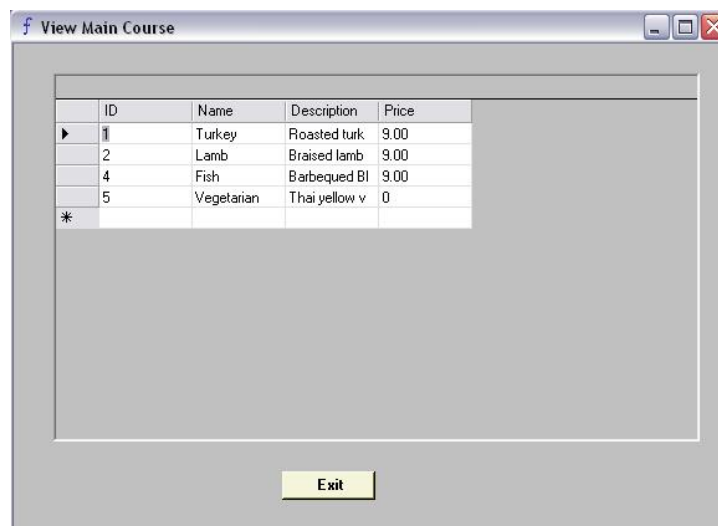 View Main Course
ID Name Description Price
1 Turkey Roasted turk 9.00
2 Lamb Braised lamb 9.00
4 Fish Barbequed Bl 9.00
5 Vegetarian Thai yellow v 0
Exit